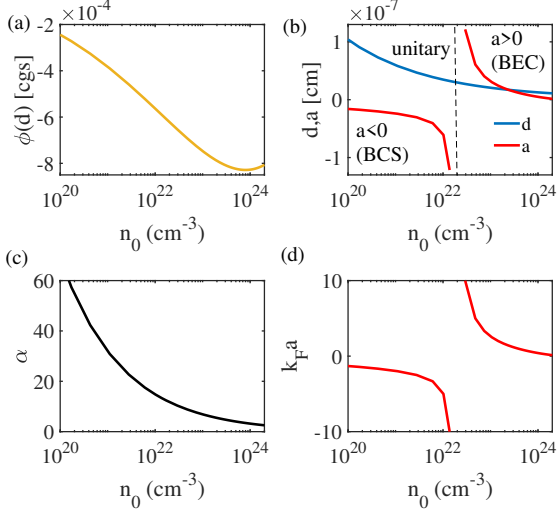 (a)
×10⁻⁴
-2
-4
-6
-8
ϕ(d) [cgs]
10²⁰
10²²
10²⁴
n₀ (cm⁻³)
(b)
×10⁻⁷
1
0
-1
d,a [cm]
unitary
a>0
(BEC)
a<0
(BCS)
d
a
10²⁰
10²²
10²⁴
n₀ (cm⁻³)
(c)
60
40
20
0
α
10²⁰
10²²
10²⁴
n₀ (cm⁻³)
(d)
10
0
-10
k_Fa
10²⁰
10²²
10²⁴
n₀ (cm⁻³)